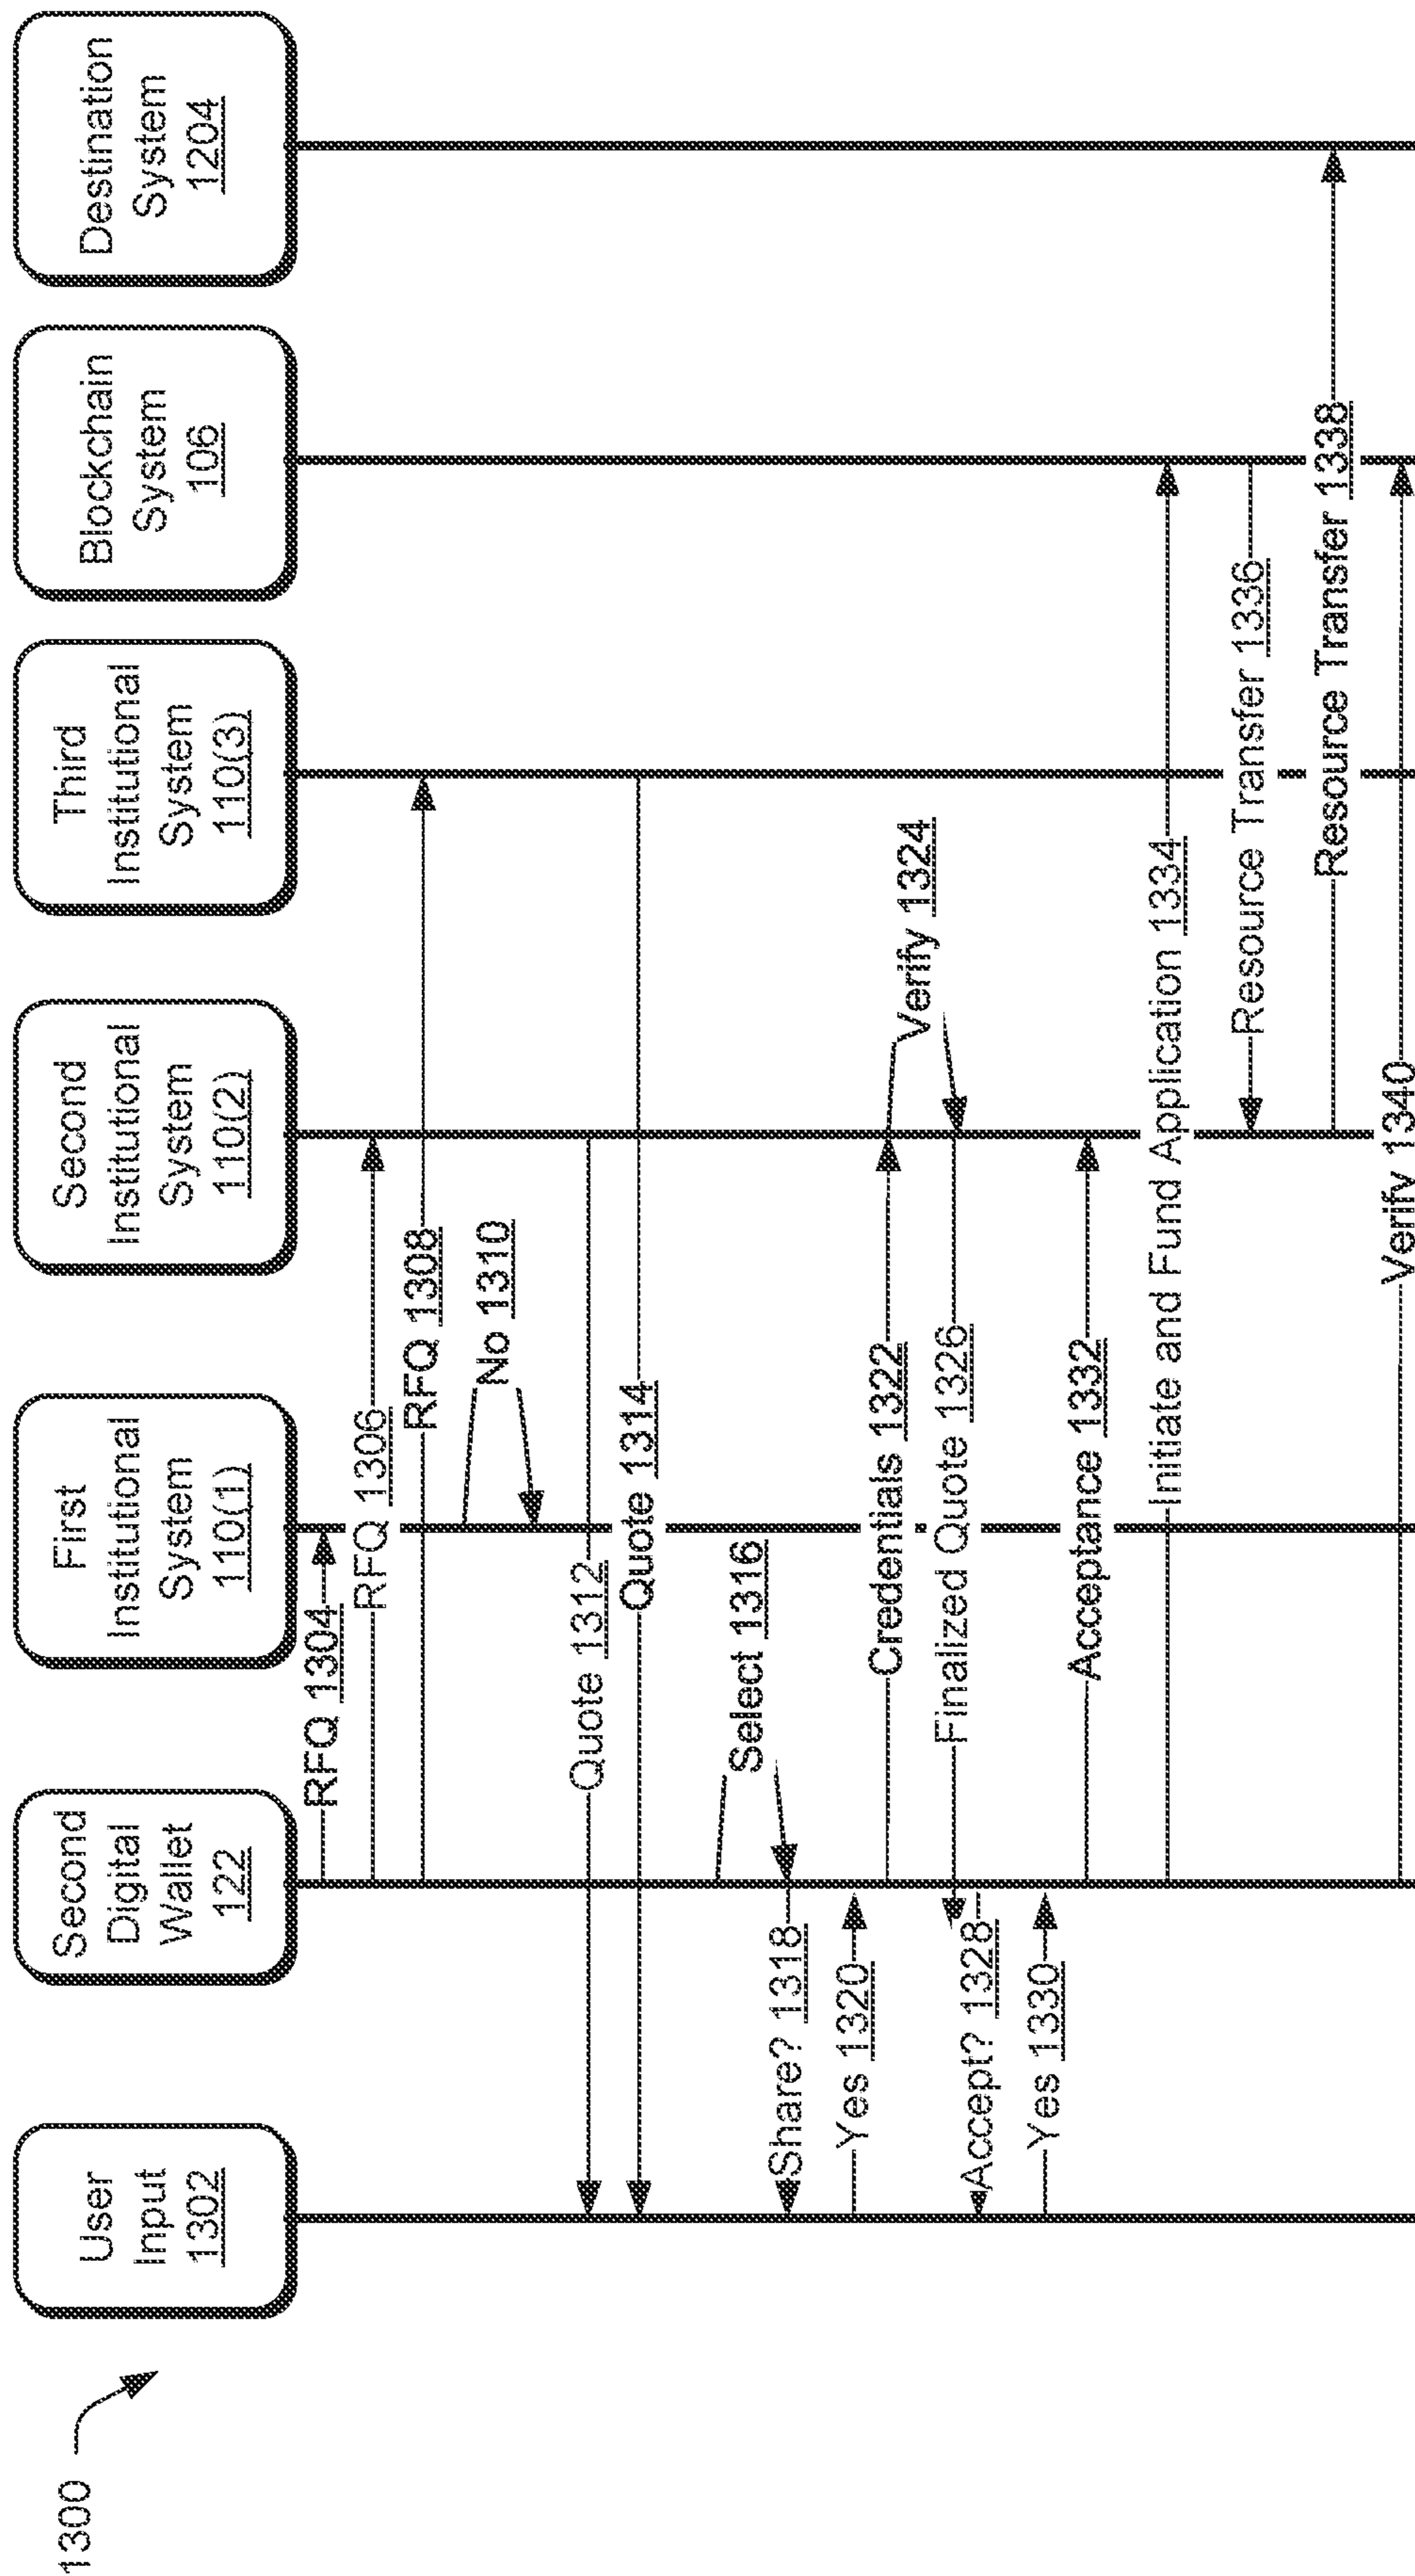 1300
User
Input
1302
Second
Digital
Wallet
122
First
Institutional
System
110(1)
Second
Institutional
System
110(2)
Third
Institutional
System
110(3)
Blockchain
System
106
Destination
System
1204
RFQ 1304
RFQ 1306
RFQ 1308
No 1310
Quote 1312
Quote 1314
Select 1316
Share? 1318
Yes 1320
Credentials 1322
Verify 1324
Finalized Quote 1326
Accept? 1328
Yes 1330
Acceptance 1332
Initiate and Fund Application 1334
Resource Transfer 1336
Resource Transfer 1338
Verify 1340